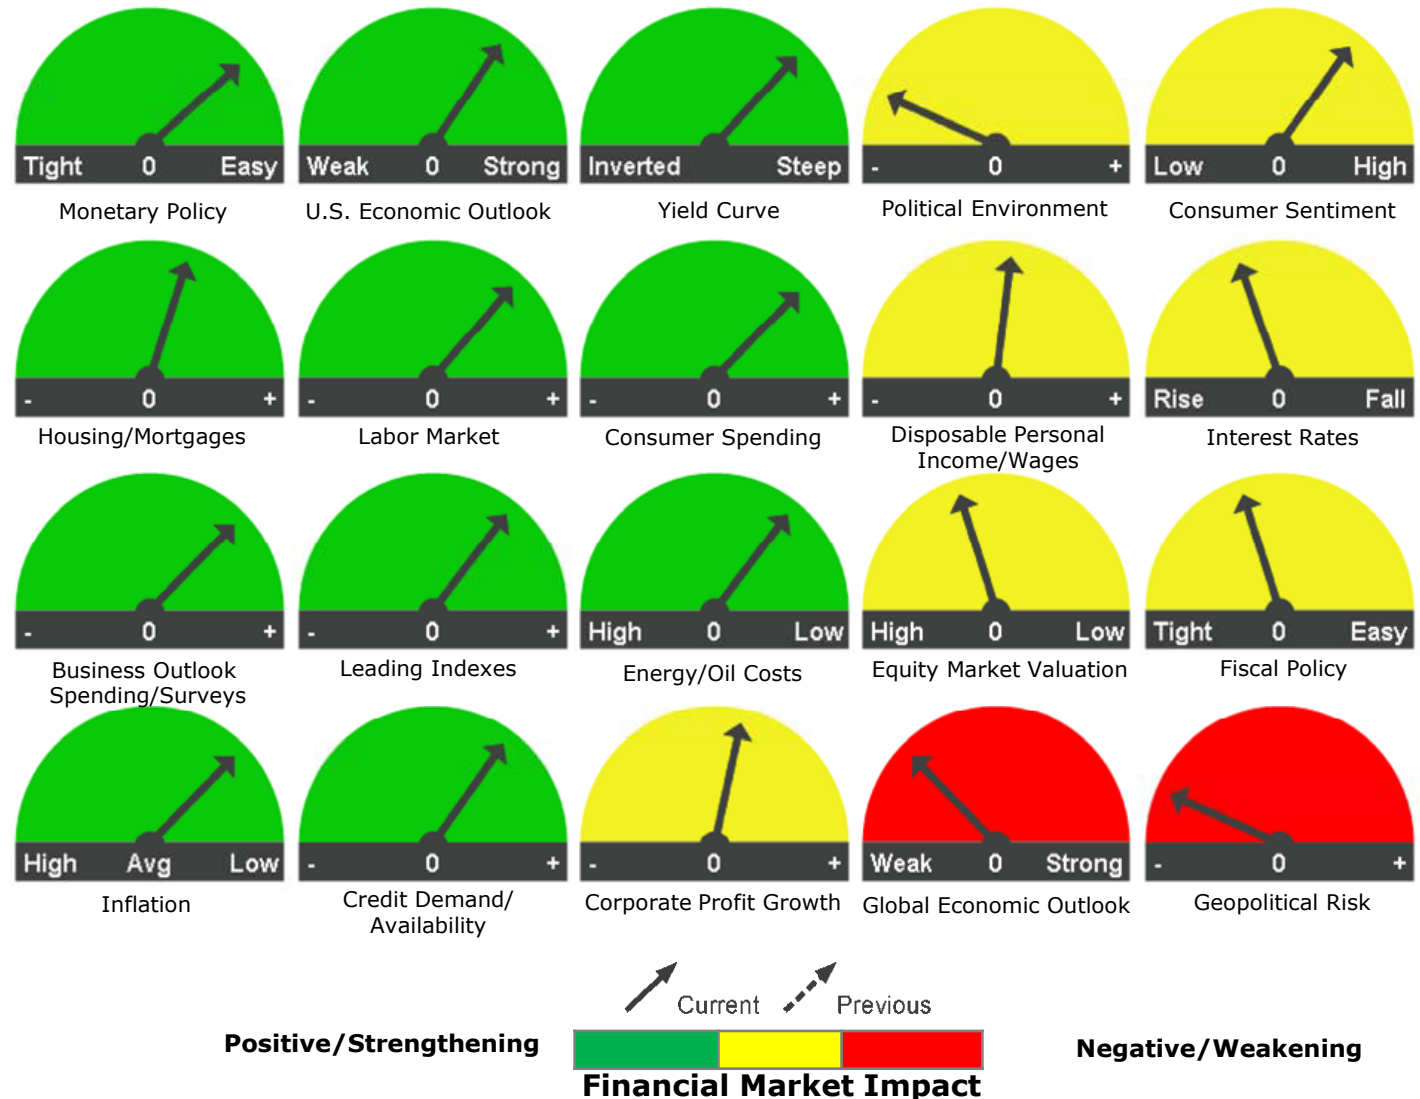 Tight 0 Easy
Weak 0 Strong
Inverted Steep
- 0 +
Low 0 High
Monetary Policy
U.S. Economic Outlook
Yield Curve
Political Environment
Consumer Sentiment
- 0 +
- 0 +
- 0 +
- 0 +
Rise 0 Fall
Housing/Mortgages
Labor Market
Consumer Spending
Disposable Personal
Income/Wages
Interest Rates
- 0 +
- 0 +
High 0 Low
High 0 Low
Tight 0 Easy
Business Outlook
Spending/Surveys
Leading Indexes
Energy/Oil Costs
Equity Market Valuation
Fiscal Policy
High Avg Low
- 0 +
- 0 +
Weak 0 Strong
- 0 +
Inflation
Credit Demand/
Availability
Corporate Profit Growth
Global Economic Outlook
Geopolitical Risk
Current Previous
Positive/Strengthening
Negative/Weakening
Financial Market Impact